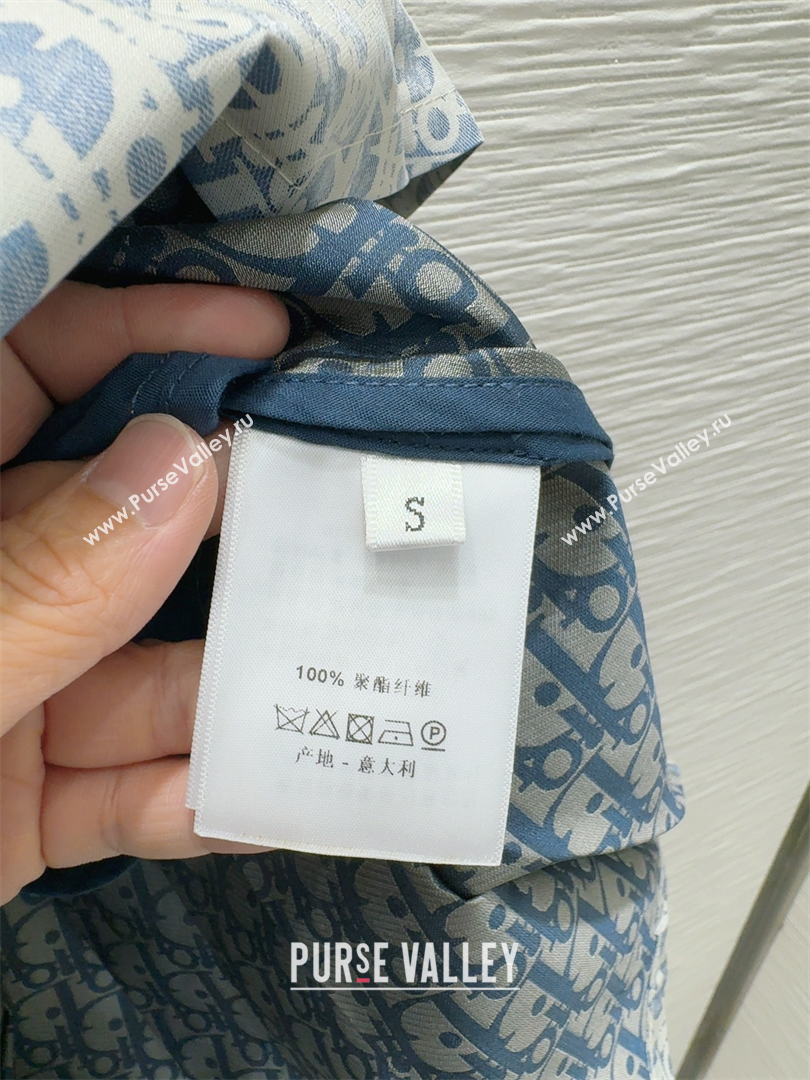 www.PurseValley.ru
www.PurseValley.ru
S
100% 聚酯纤维
P
产地 - 意大利
PURSE VALLEY